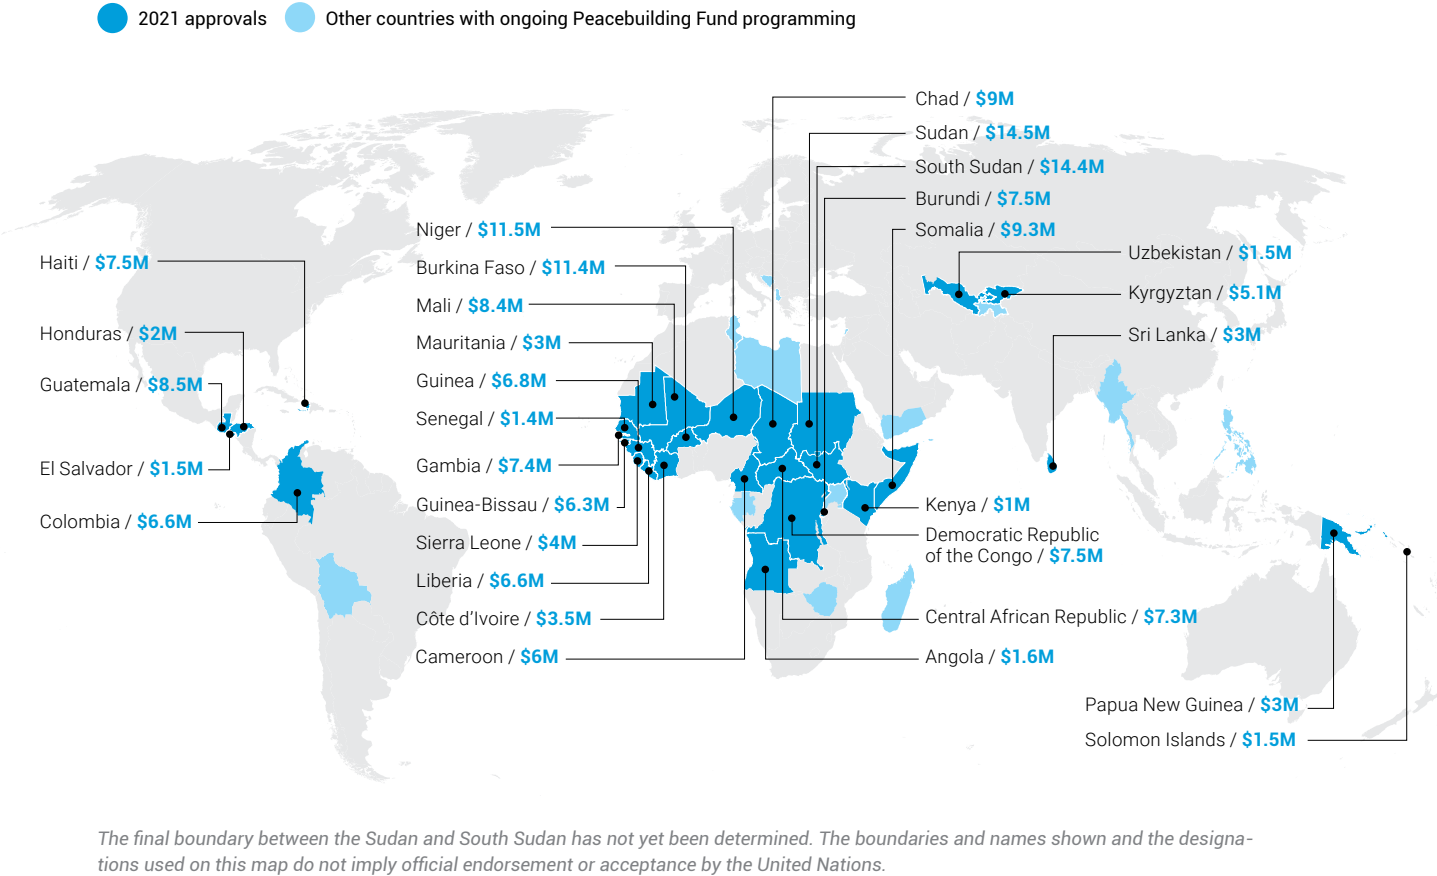 2021 approvals
Other countries with ongoing Peacebuilding Fund programming
Chad / $9M
Sudan / $14.5M
South Sudan / $14.4M
Burundi / $7.5M
Somalia / $9.3M
Niger / $11.5M
Burkina Faso / $11.4M
Mali / $8.4M
Mauritania / $3M
Guinea / $6.8M
Senegal / $1.4M
Gambia / $7.4M
Guinea-Bissau / $6.3M
Sierra Leone / $4M
Liberia / $6.6M
Côte d’Ivoire / $3.5M
Cameroon / $6M
Haiti / $7.5M
Honduras / $2M
Guatemala / $8.5M
El Salvador / $1.5M
Colombia / $6.6M
Uzbekistan / $1.5M
Kyrgyztan / $5.1M
Sri Lanka / $3M
Kenya / $1M
Democratic Republic
of the Congo / $7.5M
Central African Republic / $7.3M
Angola / $1.6M
Papua New Guinea / $3M
Solomon Islands / $1.5M
The final boundary between the Sudan and South Sudan has not yet been determined. The boundaries and names shown and the designa-
tions used on this map do not imply official endorsement or acceptance by the United Nations.